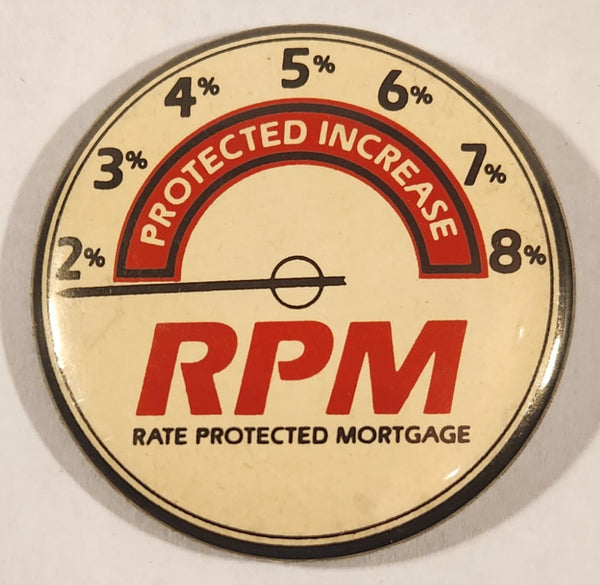 2%
3%
4%
5%
6%
7%
8%
PROTECTED INCREASE
RPM
RATE PROTECTED MORTGAGE